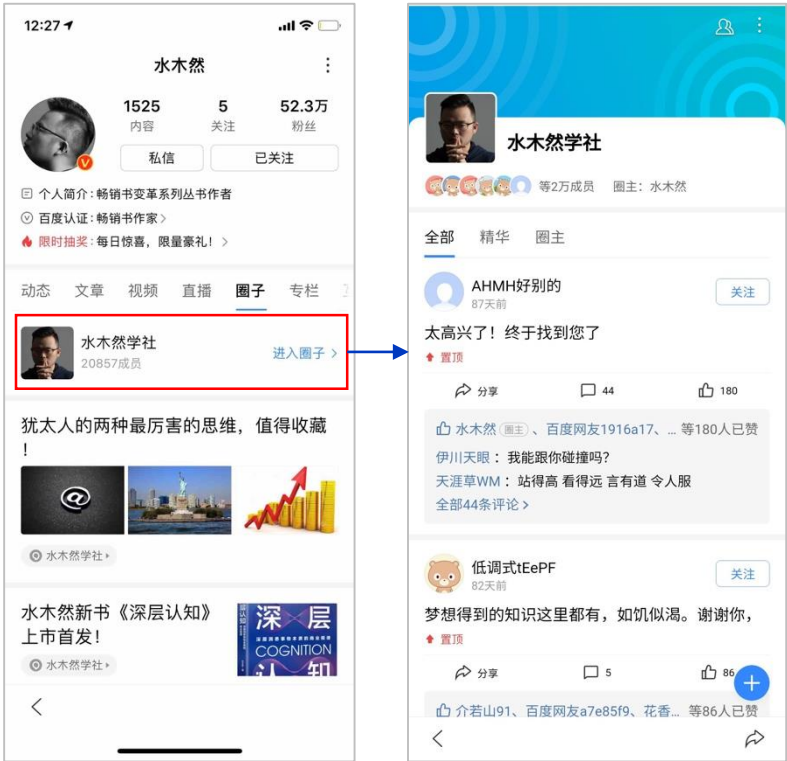 12:27
水木然
1525
5
52.3万
内容
关注
粉丝
私信
已关注
个人简介：畅销书变革系列丛书作者
百度认证：畅销书作家
限时抽奖：每日惊喜，限量豪礼！
动态 文章 视频 直播 圈子 专栏
水木然学社
20857成员
进入圈子
犹太人的两种最厉害的思维，值得收藏
！
水木然学社
水木然新书《深层认知》
上市首发！
水木然学社
深层
COGNITION
认知
水木然学社
等2万成员 圈主：水木然
全部 精华 圈主
AHMH好别的
87天前
关注
太高兴了！终于找到您了
置顶
分享 44 180
水木然 圈主 、百度网友1916a17、... 等180人已赞
伊川天眼：我能跟你碰撞吗?
天涯草WM：站得高 看得远 言有道 令人服
全部44条评论
低调式tEePF
82天前
关注
梦想得到的知识这里都有，如饥似渴。谢谢你，
置顶
分享 5 86
介若山91、百度网友a7e85f9、花香... 等86人已赞